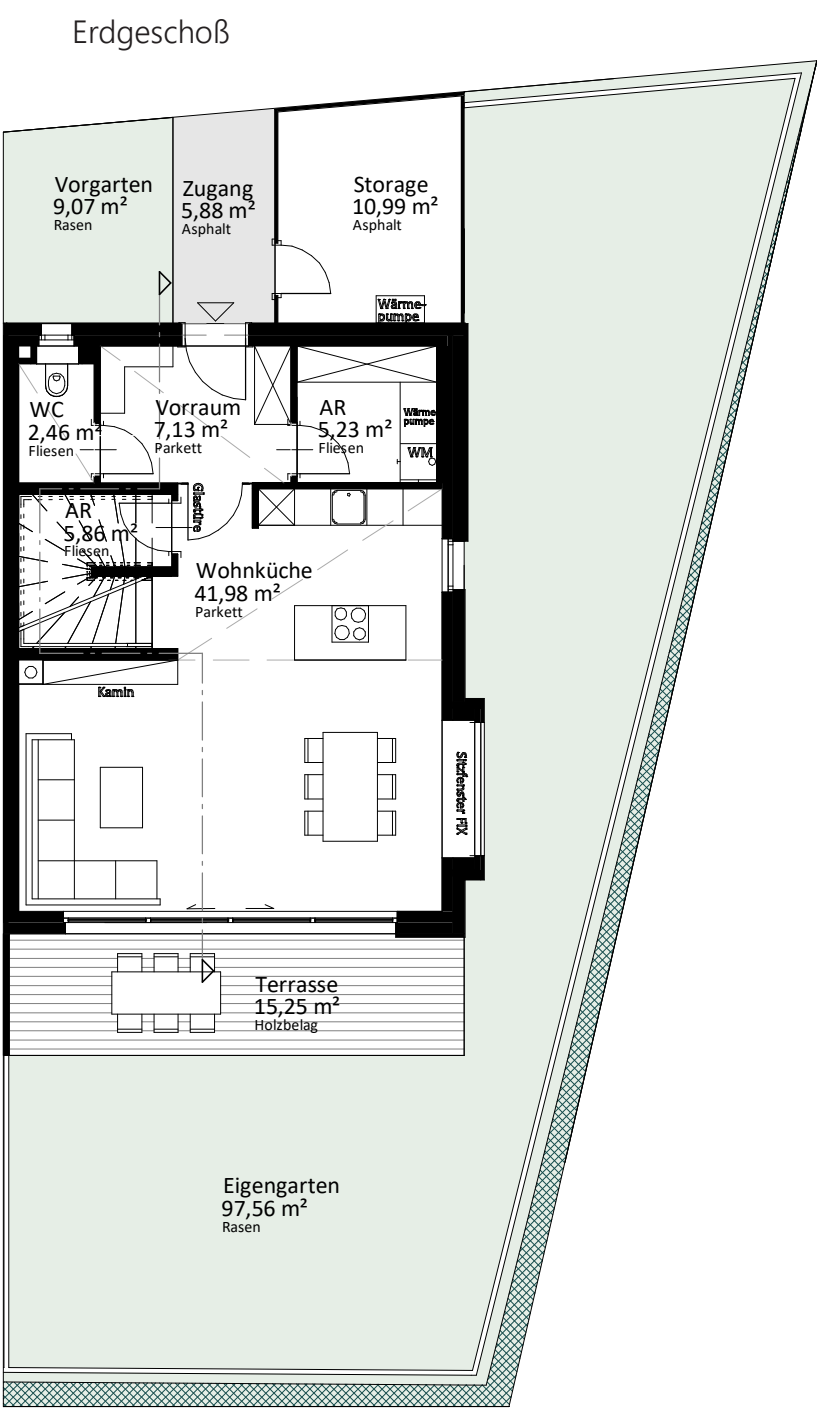 Erdgeschoß
Vorgarten
9,07 m²
Rasen
Zugang
5,88 m²
Asphalt
Storage
10,99 m²
Asphalt
Wärme-
pumpe
WC
2,46 m²
Fliesen
Vorraum
7,13 m²
Parkett
AR
5,23 m²
Fliesen
Wärme
pumpe
WM
Glastüre
AR
5,86 m²
Fliesen
Wohnküche
41,98 m²
Parkett
Kamin
Sitzfenster FIX
Terrasse
15,25 m²
Holzbelag
Eigengarten
97,56 m²
Rasen